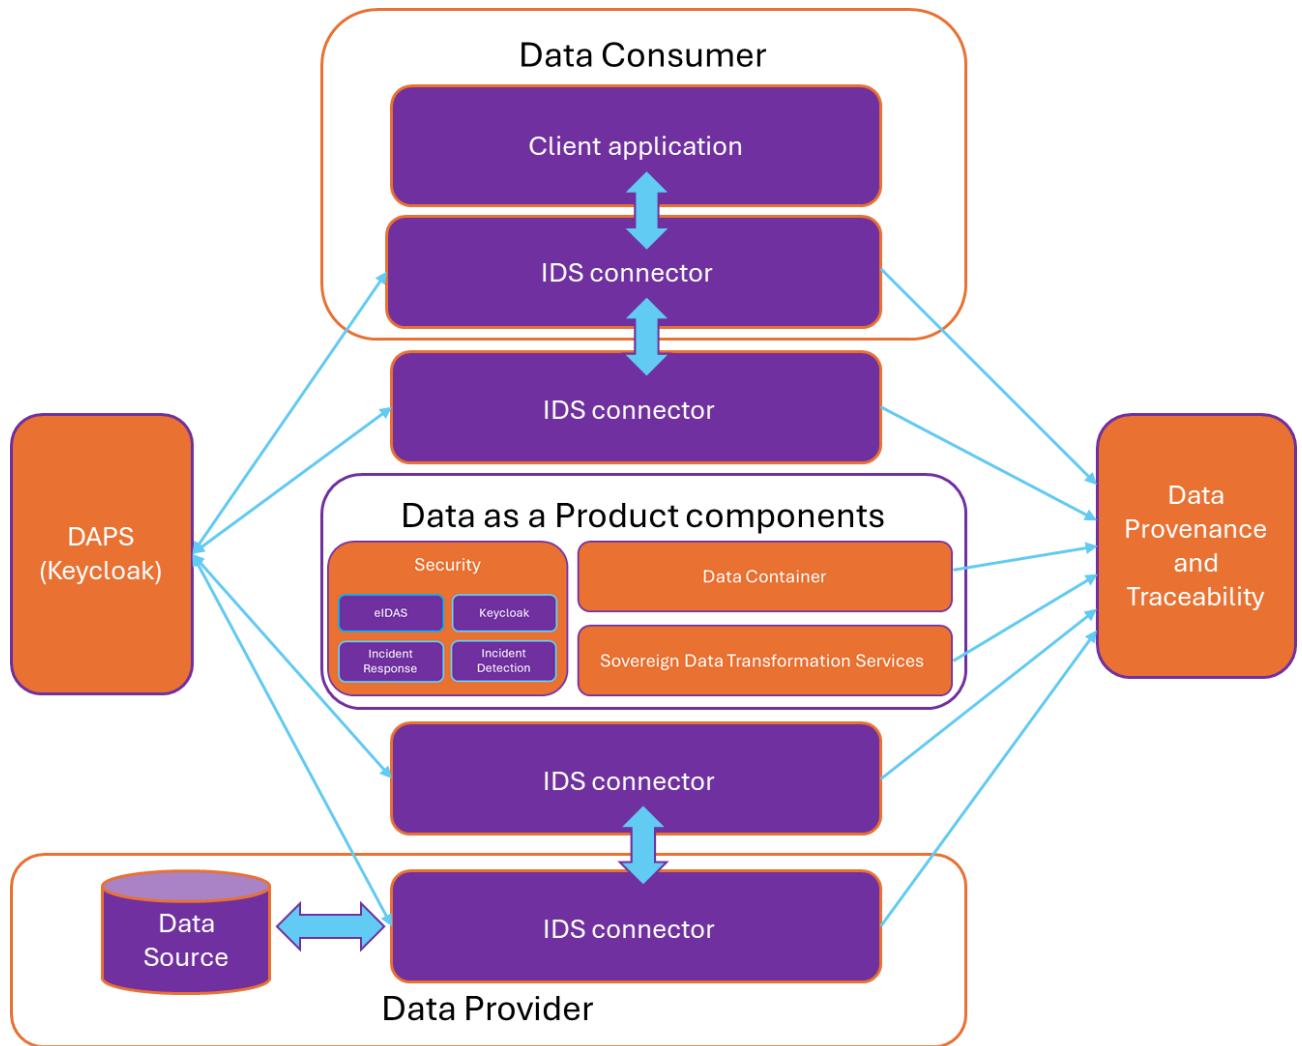 Data Consumer
Client application
IDS connector
IDS connector
DAPS
(Keycloak)
Data as a Product components
Security
eIDAS
Keycloak
Incident
Response
Incident
Detection
Data Container
Sovereign Data Transformation Services
Data
Provenance
and
Traceability
IDS connector
Data
Source
IDS connector
Data Provider